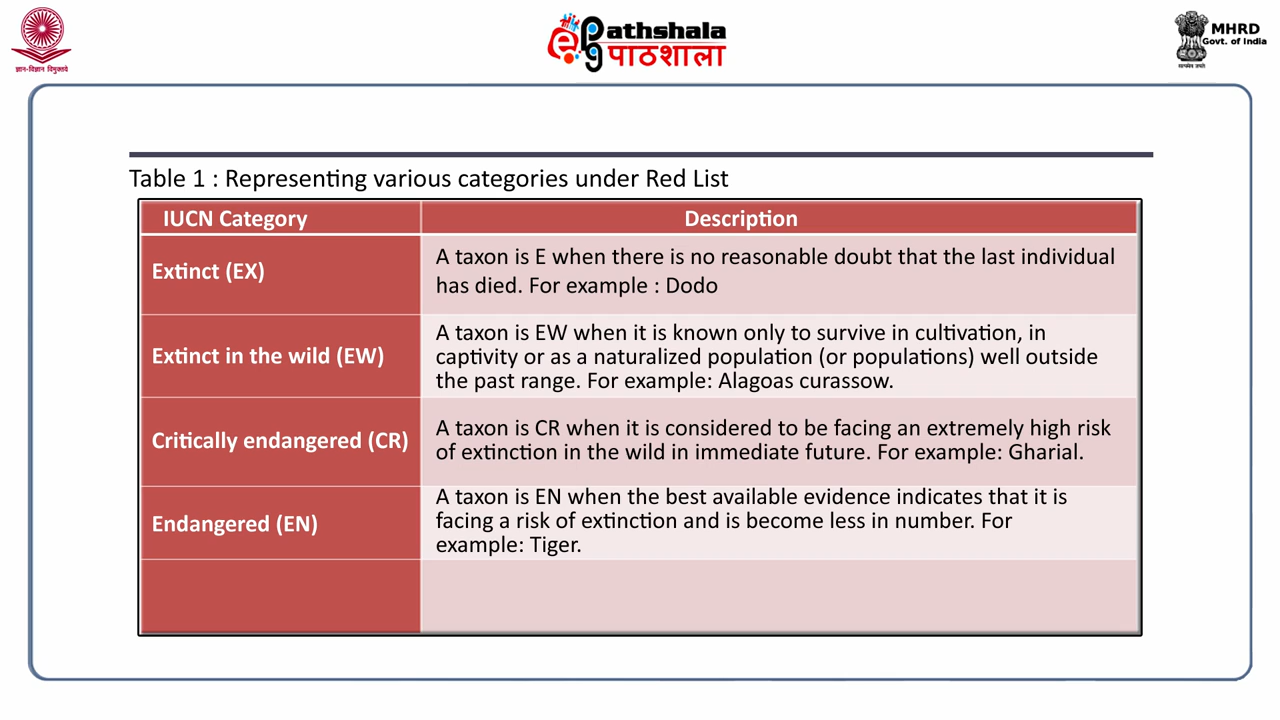 ज्ञान-विज्ञान विमुक्तये
ePG athshala
पाठशाला
MHRD
Govt. of India
सत्यमेव जयते
Table 1 : Representing various categories under Red List
IUCN Category
Description
Extinct (EX)
A taxon is E when there is no reasonable doubt that the last individual
has died. For example : Dodo
Extinct in the wild (EW)
A taxon is EW when it is known only to survive in cultivation, in
captivity or as a naturalized population (or populations) well outside
the past range. For example: Alagoas curassow.
Critically endangered (CR)
A taxon is CR when it is considered to be facing an extremely high risk
of extinction in the wild in immediate future. For example: Gharial.
Endangered (EN)
A taxon is EN when the best available evidence indicates that it is
facing a risk of extinction and is become less in number. For
example: Tiger.